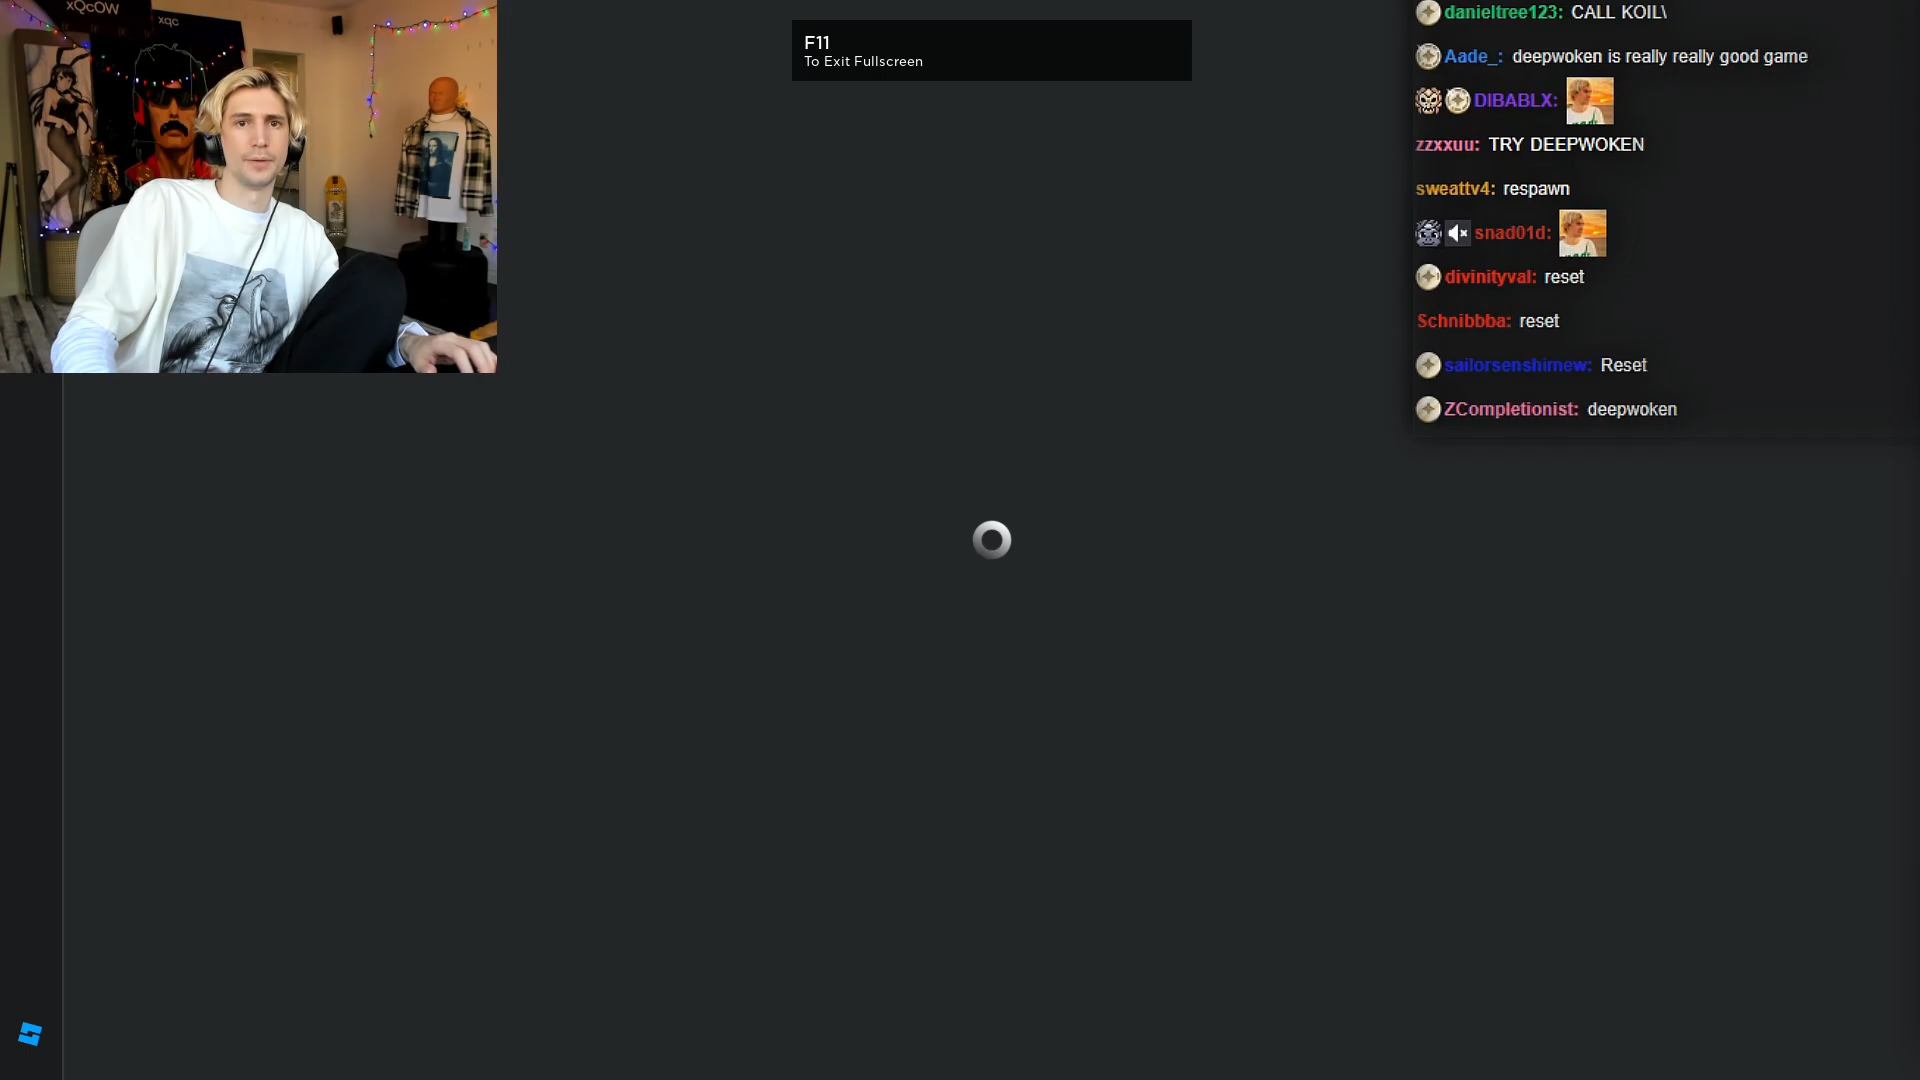 xQcOW
xqc
F11
To Exit Fullscreen
danieltree123: CALL KOIL\
Aade_: deepwoken is really really good game
DIBABLX:
zzxxuu: TRY DEEPWOKEN
sweattv4: respawn
snad01d:
divinityval: reset
Schnibbba: reset
sailorsenshirnew: Reset
ZCompletionist: deepwoken